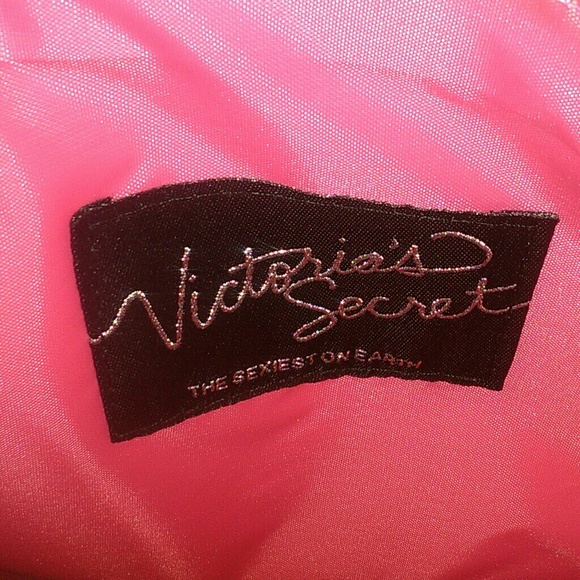 Victoria's
Secret
THE SEXIEST ON EARTH